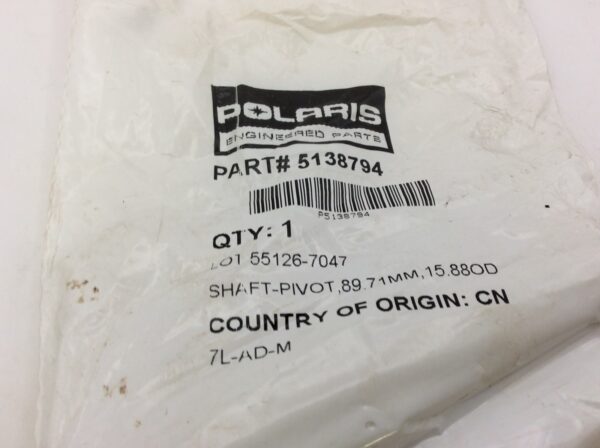 POLARIS
ENGINEERED PARTS
PART# 5138794
P5138794
QTY: 1
LOT 55126-7047
SHAFT-PIVOT,89.71MM,15.88OD
COUNTRY OF ORIGIN: CN
7L-AD-M